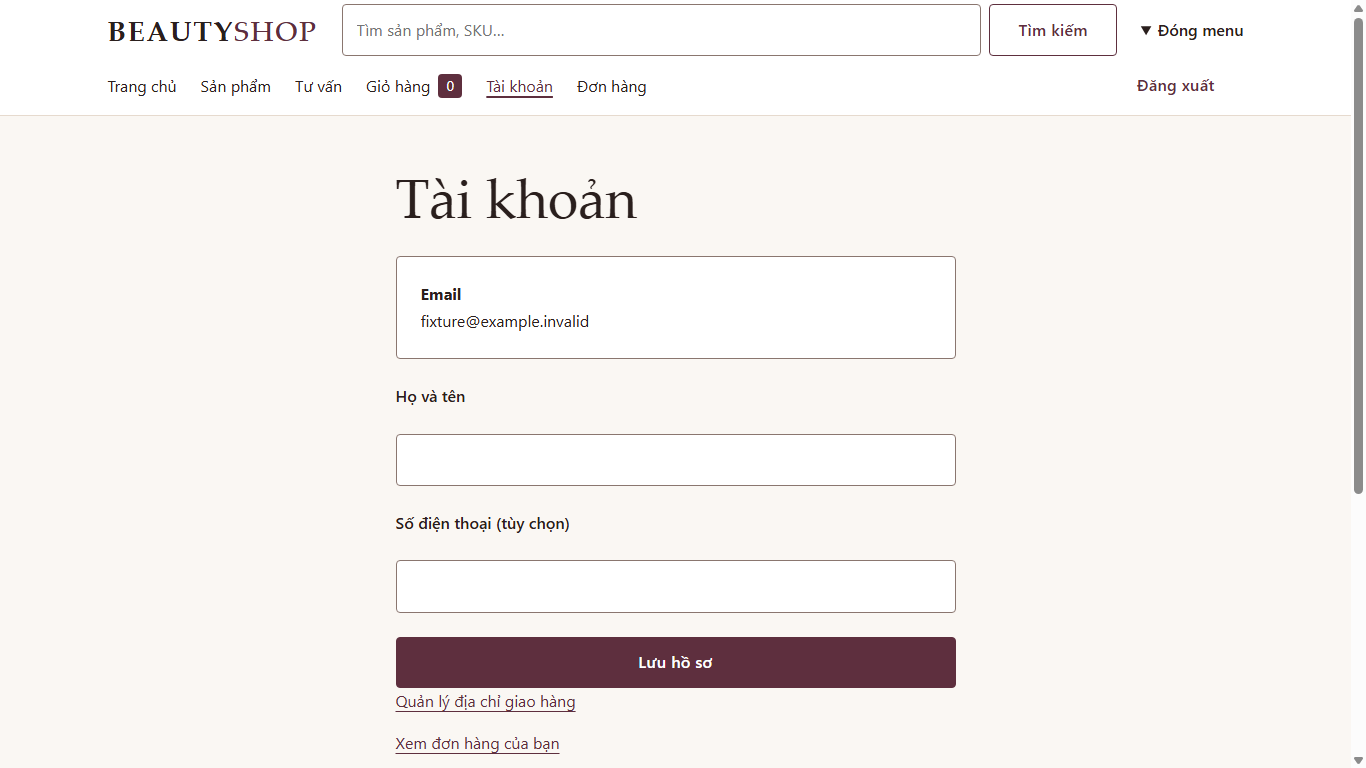 BEAUTYSHOP
Tìm sản phẩm, SKU...
Tìm kiếm
▼ Đóng menu
Trang chủ Sản phẩm Tư vấn Giỏ hàng 0 Tài khoản Đơn hàng
Đăng xuất
Tài khoản
Email
fixture@example.invalid
Họ và tên
Số điện thoại (tùy chọn)
Lưu hồ sơ
Quản lý địa chỉ giao hàng
Xem đơn hàng của bạn